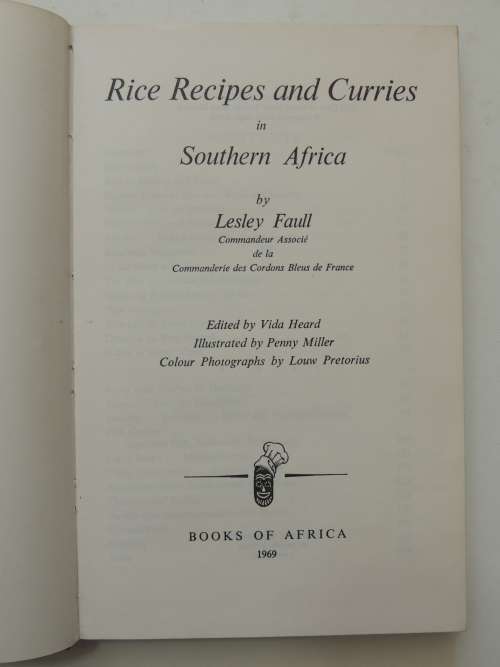 Rice Recipes and Curries
in
Southern Africa
by
Lesley Faull
Commandeur Associé
de la
Commanderie des Cordons Bleus de France
Edited by Vida Heard
Illustrated by Penny Miller
Colour Photographs by Louw Pretorius
BOOKS OF AFRICA
1969